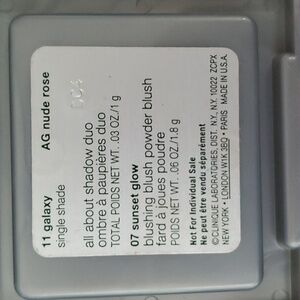 11 galaxy AG nude rose
single shade
all about shadow duo
ombre à paupières duo
TOTAL POIDS NET WT. .03 OZ/1 g
07 sunset glow
blushing blush powder blush
fard à joues poudre
POIDS NET WT. .06 OZ/1.8 g
Not For Individual Sale
Ne peut être vendu séparément
©CLINIQUE LABORATORIES, DIST. N.Y., N.Y. 10022 ZCPX
NEW YORK • LONDON W1K 3BQ • PARIS MADE IN U.S.A.